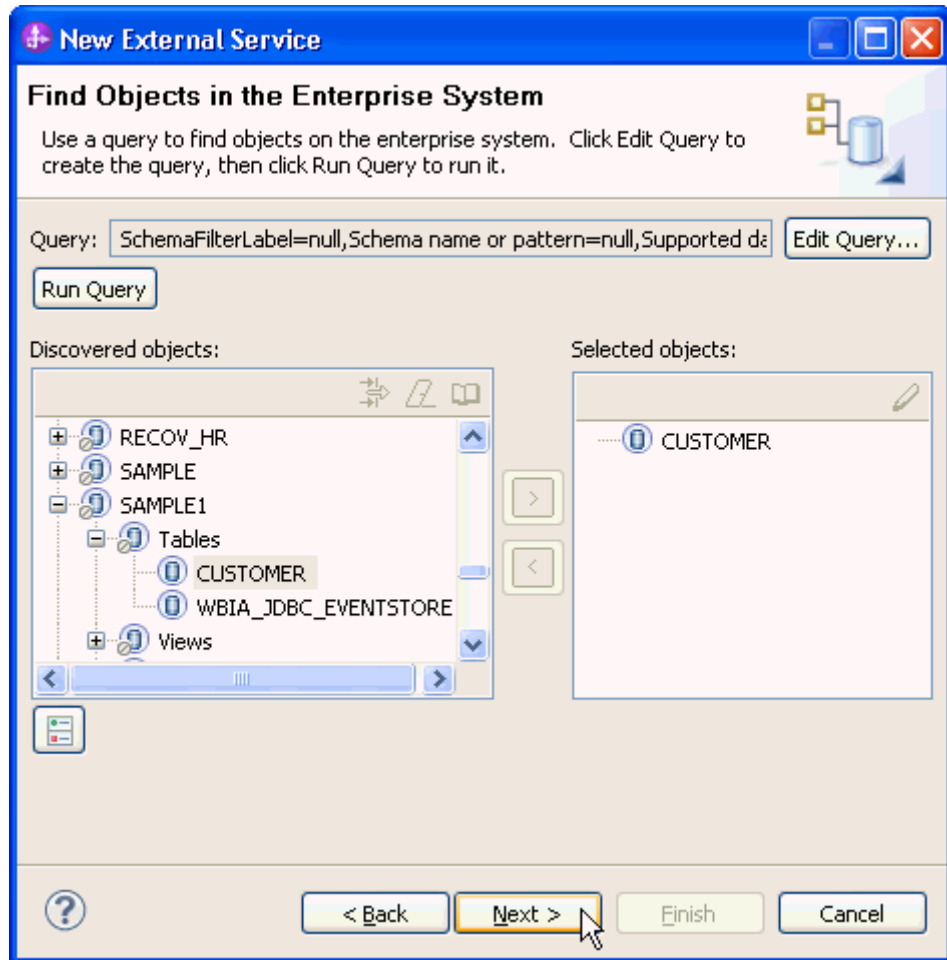 New External Service
Find Objects in the Enterprise System
Use a query to find objects on the enterprise system. Click Edit Query to
create the query, then click Run Query to run it.
Query: SchemaFilterLabel=null,Schema name or pattern=null,Supported da Edit Query...
Run Query
Discovered objects: Selected objects:
RECOV_HR CUSTOMER
SAMPLE
SAMPLE1
Tables
CUSTOMER
WBIA_JDBC_EVENTSTORE
Views
< Back Next > Finish Cancel